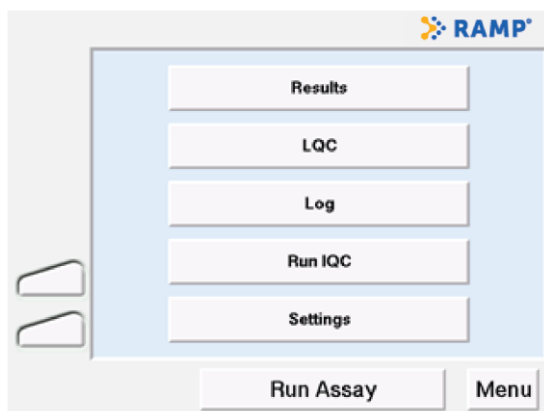 RAMP®
Results
LQC
Log
Run IQC
Settings
Run Assay
Menu